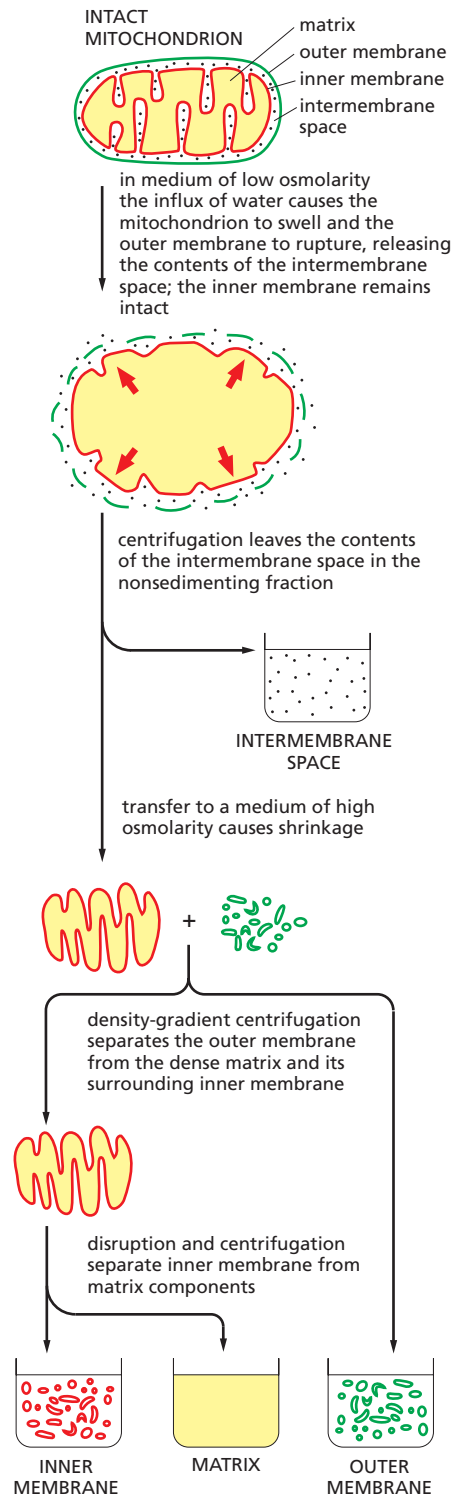 INTACT
MITOCHONDRION
matrix
outer membrane
inner membrane
intermembrane
space
in medium of low osmolarity
the influx of water causes the
mitochondrion to swell and the
outer membrane to rupture, releasing
the contents of the intermembrane
space; the inner membrane remains
intact
centrifugation leaves the contents
of the intermembrane space in the
nonsedimenting fraction
INTERMEMBRANE
SPACE
transfer to a medium of high
osmolarity causes shrinkage
+
density-gradient centrifugation
separates the outer membrane
from the dense matrix and its
surrounding inner membrane
disruption and centrifugation
separate inner membrane from
matrix components
INNER
MEMBRANE
MATRIX
OUTER
MEMBRANE